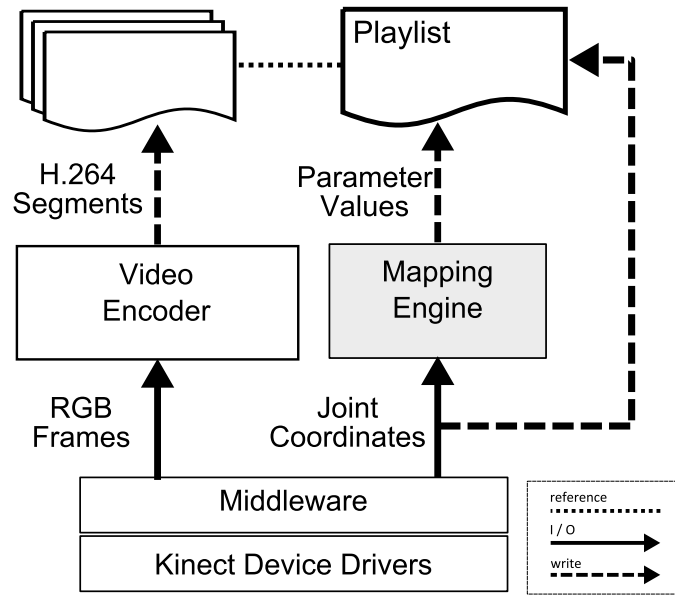 Playlist
H.264
Segments
Parameter
Values
Video
Encoder
Mapping
Engine
RGB
Frames
Joint
Coordinates
Middleware
Kinect Device Drivers
reference
I / O
write